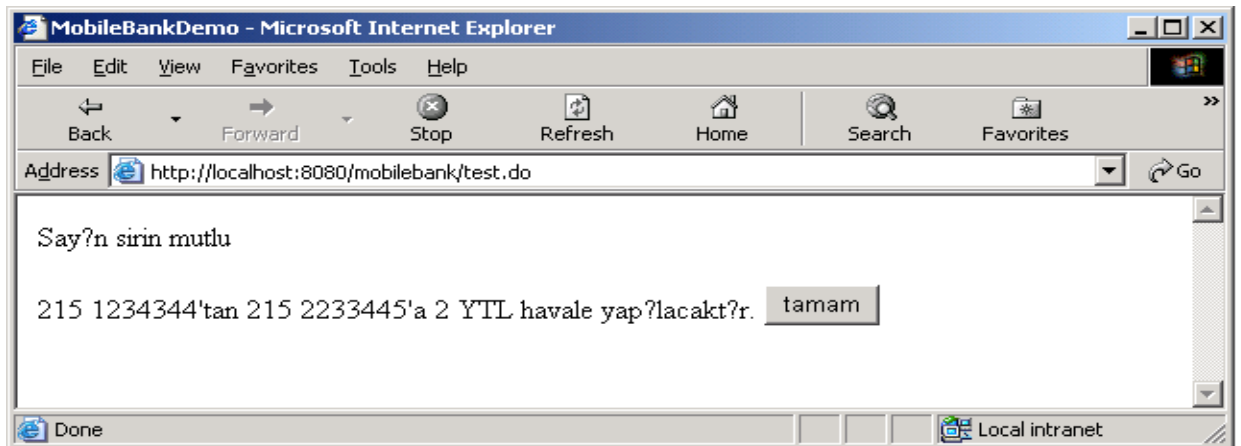 MobileBankDemo - Microsoft Internet Explorer
File Edit View Favorites Tools Help
Back Forward Stop Refresh Home Search Favorites »
Address http://localhost:8080/mobilebank/test.do Go
Say?n sirin mutlu
215 1234344'tan 215 2233445'a 2 YTL havale yap?lacakt?r. tamam
Done Local intranet